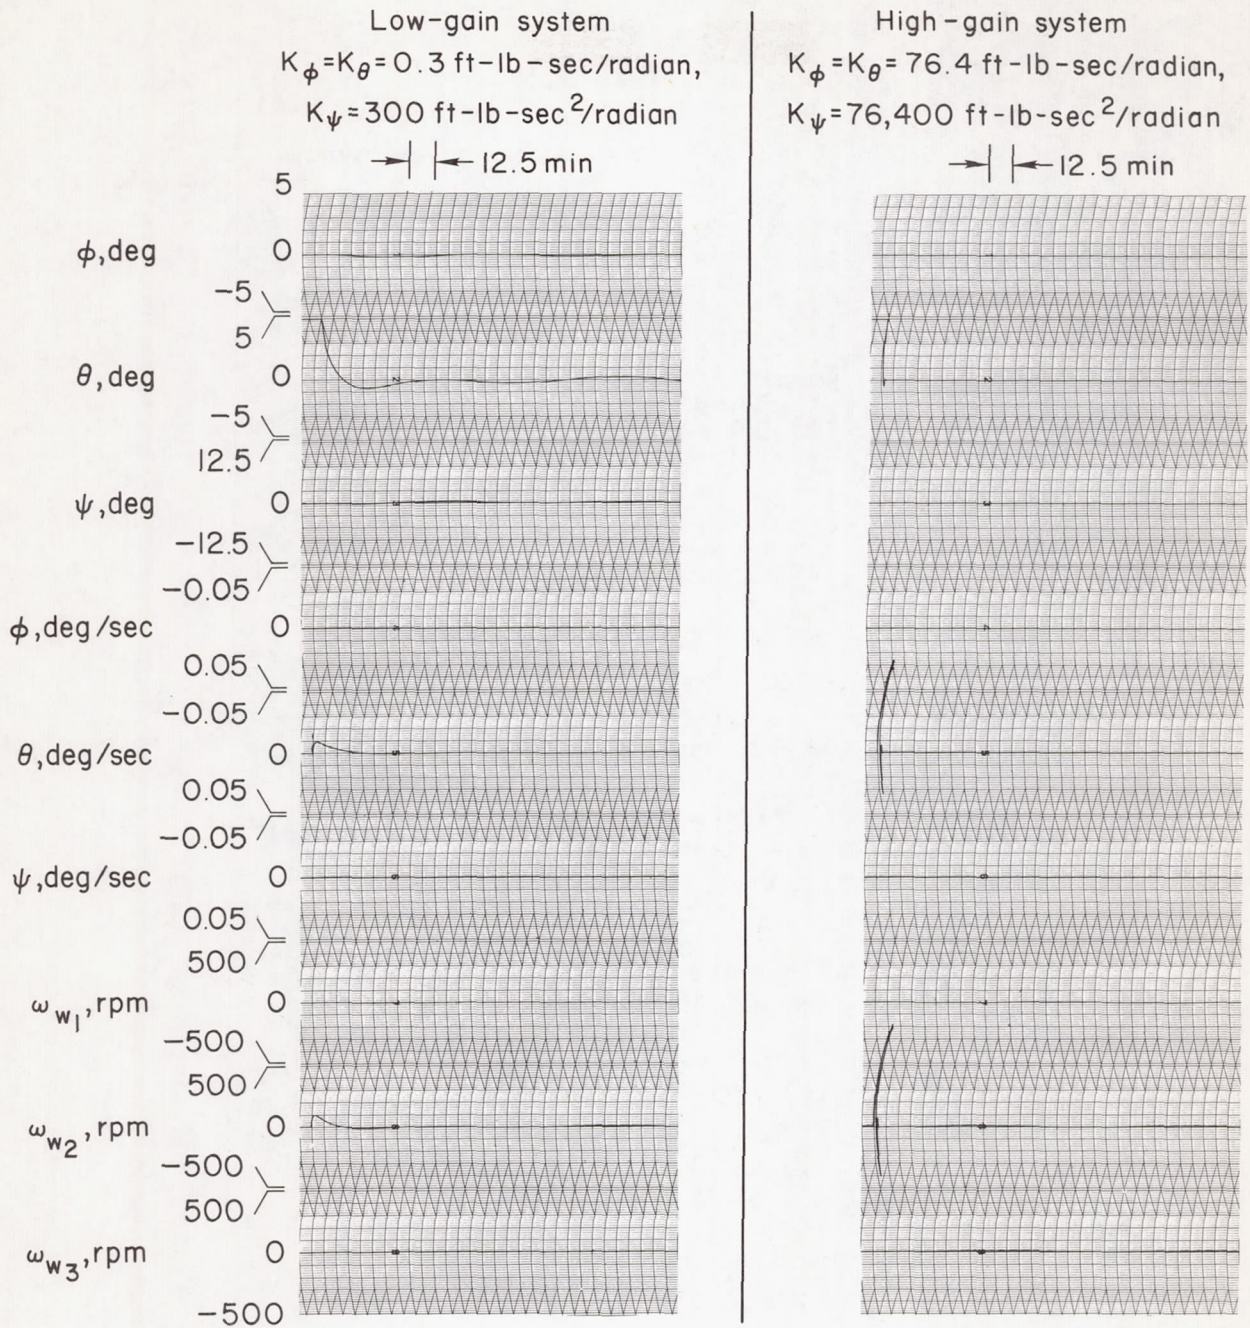 Low-gain system
Kϕ=Kθ=0.3 ft-lb-sec/radian,
Kψ=300 ft-lb-sec²/radian
12.5 min
High-gain system
Kϕ=Kθ=76.4 ft-lb-sec/radian,
Kψ=76,400 ft-lb-sec²/radian
12.5 min
5
ϕ,deg 0
-5
5
θ,deg 0
-5
12.5
ψ,deg 0
-12.5
-0.05
ϕ,deg/sec 0
0.05
-0.05
θ,deg/sec 0
0.05
-0.05
ψ,deg/sec 0
0.05
500
ωw1,rpm 0
-500
500
ωw2,rpm 0
-500
500
ωw3,rpm 0
-500